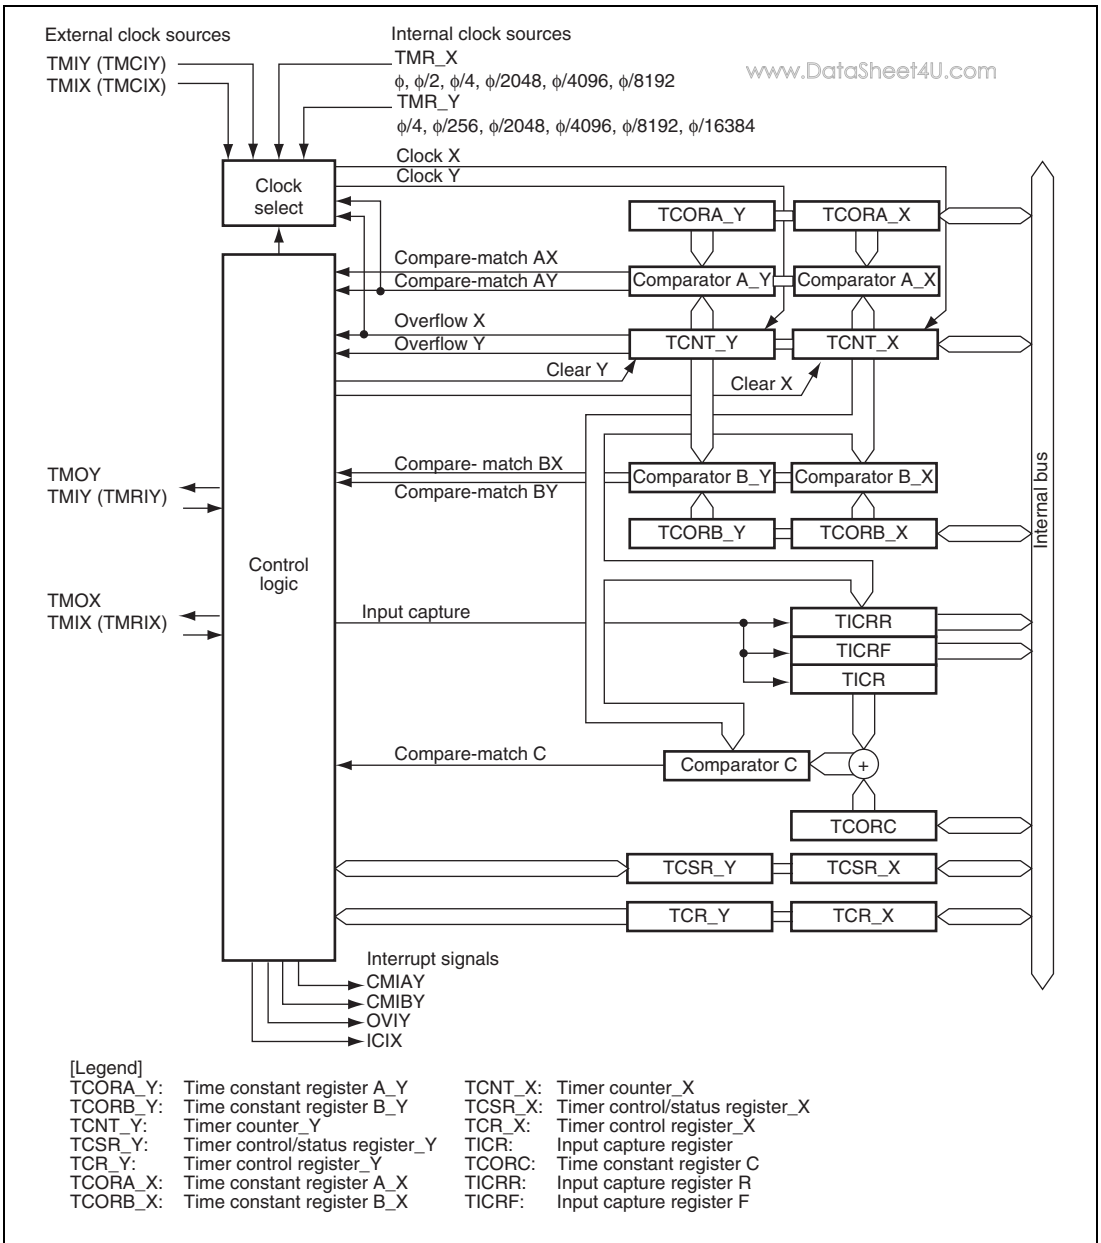 External clock sources
Internal clock sources
TMIY (TMCIY)
TMIX (TMCIX)
TMR_X
ϕ, ϕ/2, ϕ/4, ϕ/2048, ϕ/4096, ϕ/8192
www.DataSheet4U.com
TMR_Y
ϕ/4, ϕ/256, ϕ/2048, ϕ/4096, ϕ/8192, ϕ/16384
Clock X
Clock Y
Clock
select
TCORA_Y
TCORA_X
Compare-match AX
Compare-match AY
Comparator A_Y
Comparator A_X
Overflow X
Overflow Y
TCNT_Y
TCNT_X
Clear Y
Clear X
Compare- match BX
Compare-match BY
Comparator B_Y
Comparator B_X
TMOY
TMIY (TMRIY)
TCORB_Y
TCORB_X
Internal bus
Control
logic
TMOX
TMIX (TMRIX)
Input capture
TICRR
TICRF
TICR
Compare-match C
Comparator C
+
TCORC
TCSR_Y
TCSR_X
TCR_Y
TCR_X
Interrupt signals
CMIAY
CMIBY
OVIY
ICIX
[Legend]
TCORA_Y: Time constant register A_Y
TCORB_Y: Time constant register B_Y
TCNT_Y: Timer counter_Y
TCSR_Y: Timer control/status register_Y
TCR_Y: Timer control register_Y
TCORA_X: Time constant register A_X
TCORB_X: Time constant register B_X
TCNT_X: Timer counter_X
TCSR_X: Timer control/status register_X
TCR_X: Timer control register_X
TICR: Input capture register
TCORC: Time constant register C
TICRR: Input capture register R
TICRF: Input capture register F